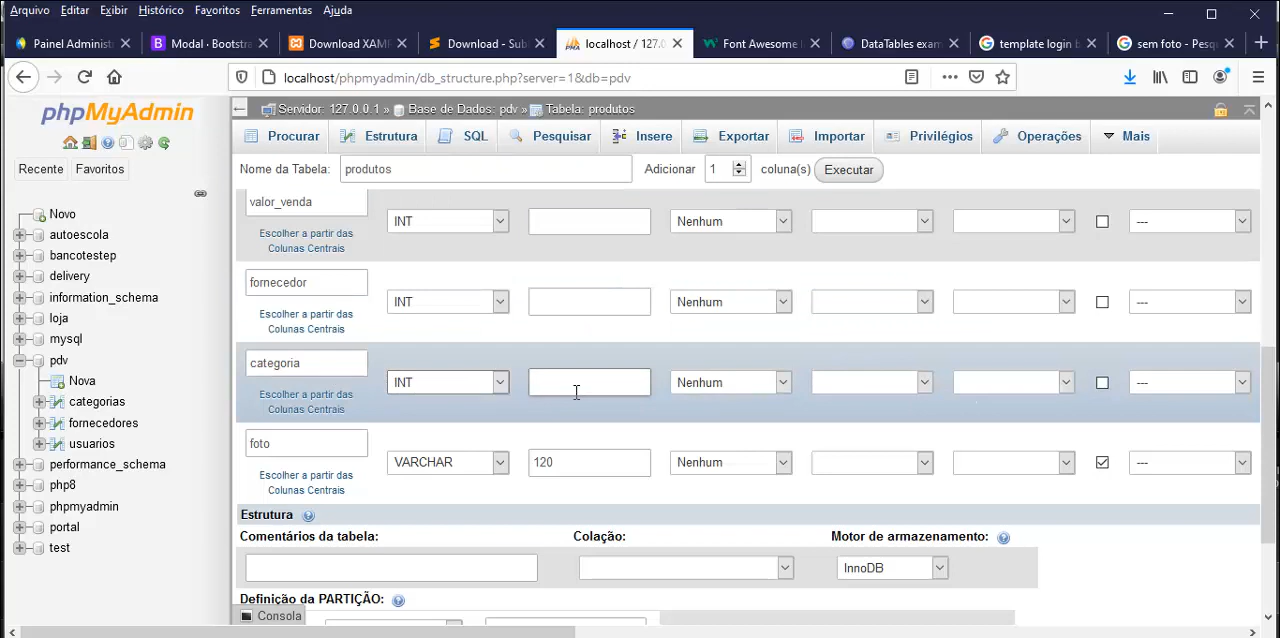 Arquivo Editar Exibir Histórico Favoritos Ferramentas Ajuda
Painel Administ
B Modal · Bootstra
Download XAM
Download - Sub
localhost / 127.0.
Font Awesome I
DataTables exam
template login b
sem foto - Pesqu
localhost/phpmyadmin/db_structure.php?server=1&db=pdv
phpMyAdmin
Recente Favoritos
Novo
autoescola
bancotestep
delivery
information_schema
loja
mysql
pdv
Nova
categorias
fornecedores
usuarios
performance_schema
php8
phpmyadmin
portal
test
Servidor: 127.0.0.1 » Base de Dados: pdv » Tabela: produtos
Procurar Estrutura SQL Pesquisar Insere Exportar Importar Privilégios Operações Mais
Nome da Tabela: produtos Adicionar 1 coluna(s) Executar
valor_venda INT Nenhum ---
Escolher a partir das
Colunas Centrais
fornecedor INT Nenhum ---
Escolher a partir das
Colunas Centrais
categoria INT Nenhum ---
Escolher a partir das
Colunas Centrais
foto VARCHAR 120 Nenhum ---
Escolher a partir das
Colunas Centrais
Estrutura
Comentários da tabela: Colação: Motor de armazenamento:
InnoDB
Definição da PARTIÇÃO:
Consola